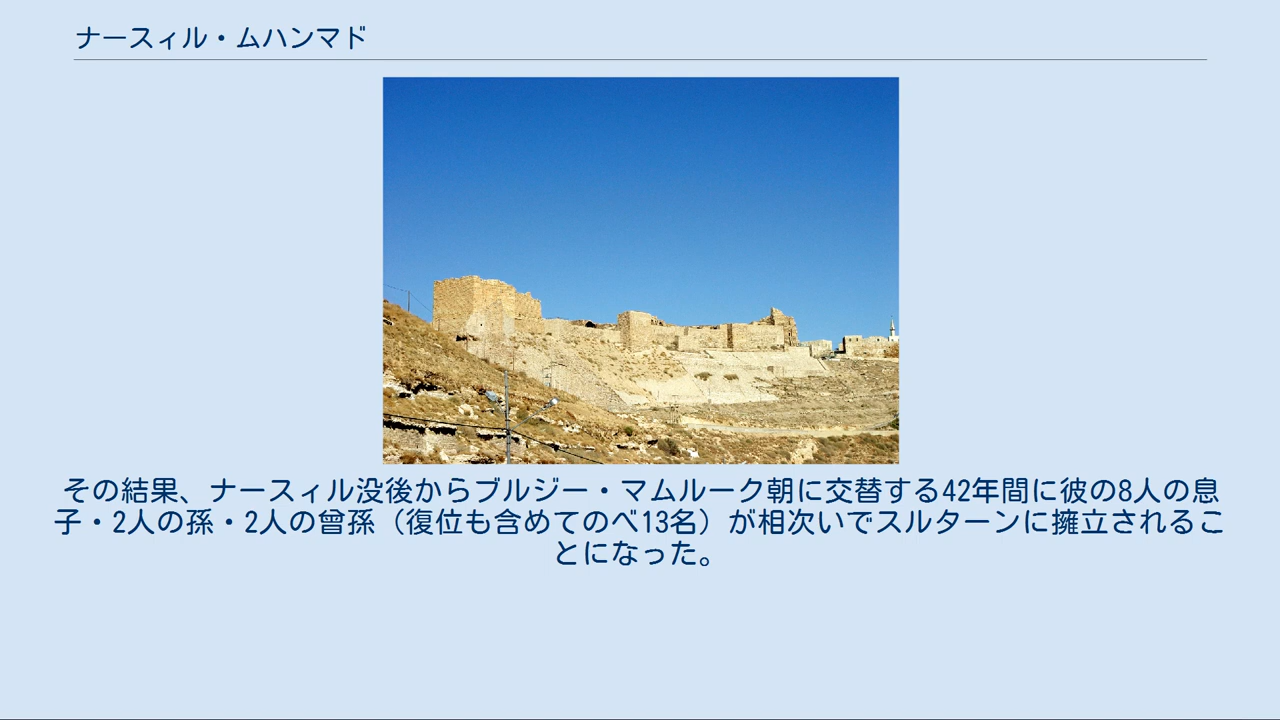 ナースィル・ムハンマド
その結果、ナースィル没後からブルジー・マムルーク朝に交替する42年間に彼の8人の息
子・2人の孫・2人の曾孫（復位も含めてのべ13名）が相次いでスルターンに擁立されるこ
とになった。